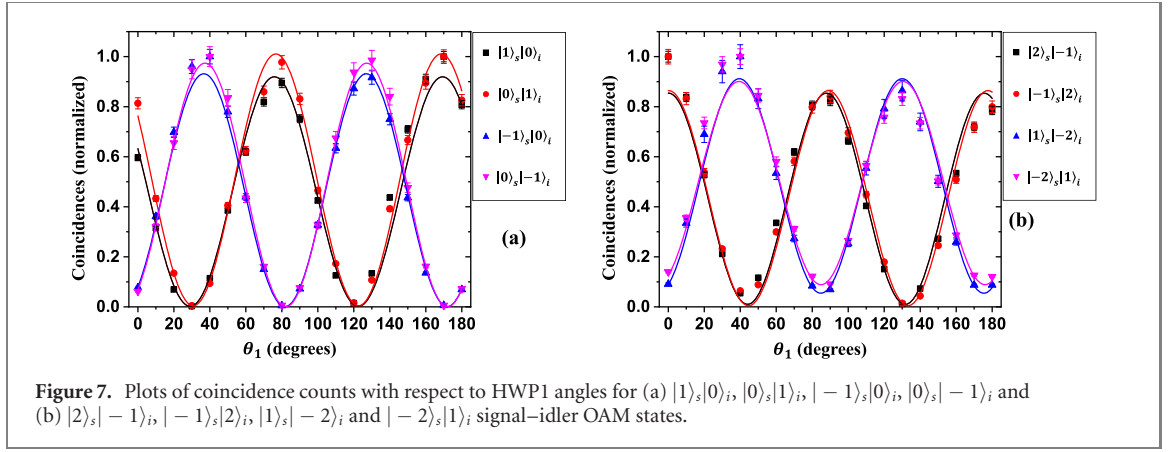 1.0
0.8
0.6
0.4
0.2
0.0
Coincidences (normalized)
0 20 40 60 80 100 120 140 160 180
θ₁ (degrees)
|1⟩ₛ|0⟩ᵢ
|0⟩ₛ|1⟩ᵢ
|−1⟩ₛ|0⟩ᵢ
|0⟩ₛ|−1⟩ᵢ
(a)
1.0
0.8
0.6
0.4
0.2
0.0
Coincidences (normalized)
0 20 40 60 80 100 120 140 160 180
θ₁ (degrees)
|2⟩ₛ|−1⟩ᵢ
|−1⟩ₛ|2⟩ᵢ
|1⟩ₛ|−2⟩ᵢ
|−2⟩ₛ|1⟩ᵢ
(b)
Figure 7. Plots of coincidence counts with respect to HWP1 angles for (a) |1⟩ₛ|0⟩ᵢ, |0⟩ₛ|1⟩ᵢ, | − 1⟩ₛ|0⟩ᵢ, |0⟩ₛ| − 1⟩ᵢ and
(b) |2⟩ₛ| − 1⟩ᵢ, | − 1⟩ₛ|2⟩ᵢ, |1⟩ₛ| − 2⟩ᵢ and | − 2⟩ₛ|1⟩ᵢ signal–idler OAM states.